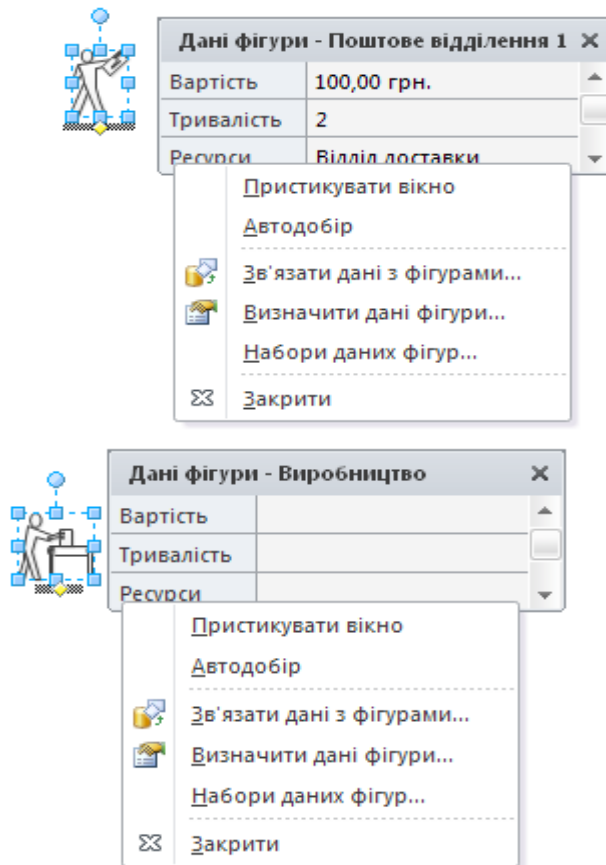 Дані фігури - Поштове відділення 1
Вартість 100,00 грн.
Тривалість 2
Ресурси Відділ доставки
Пристикувати вікно
Автодобір
Зв'язати дані з фігурами...
Визначити дані фігури...
Набори даних фігур...
Закрити
Дані фігури - Виробництво
Вартість
Тривалість
Ресурси
Пристикувати вікно
Автодобір
Зв'язати дані з фігурами...
Визначити дані фігури...
Набори даних фігур...
Закрити